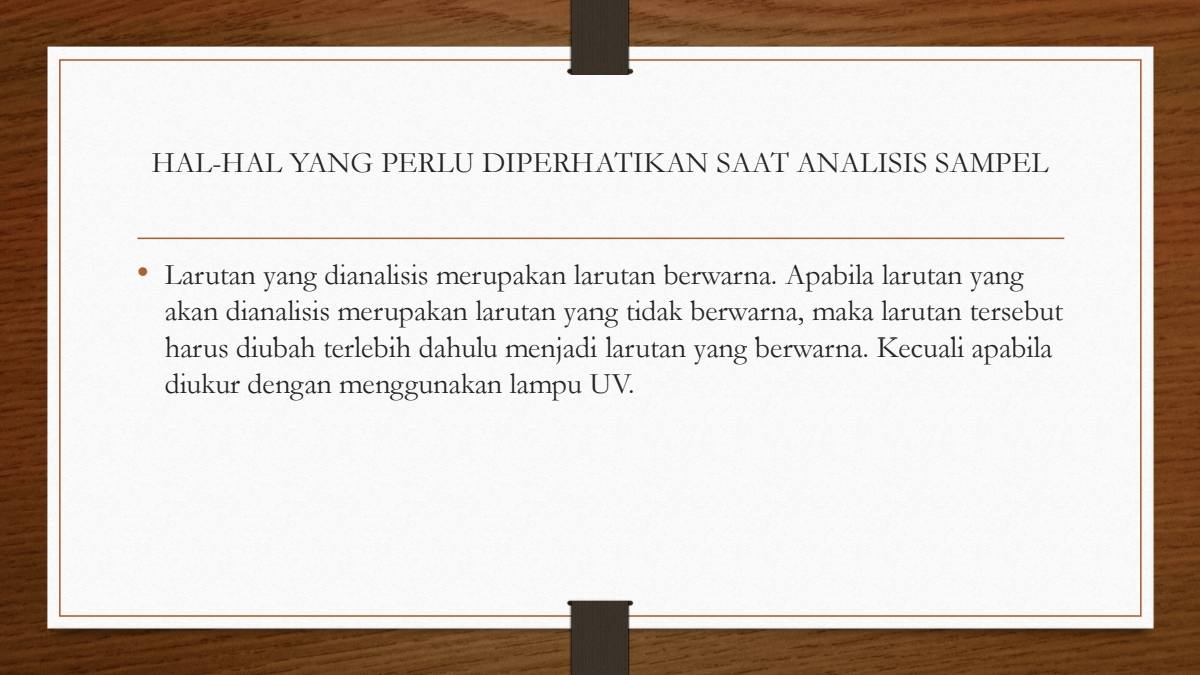 HAL-HAL YANG PERLU DIPERHATIKAN SAAT ANALISIS SAMPEL
• Larutan yang dianalisis merupakan larutan berwarna. Apabila larutan yang
akan dianalisis merupakan larutan yang tidak berwarna, maka larutan tersebut
harus diubah terlebih dahulu menjadi larutan yang berwarna. Kecuali apabila
diukur dengan menggunakan lampu UV.